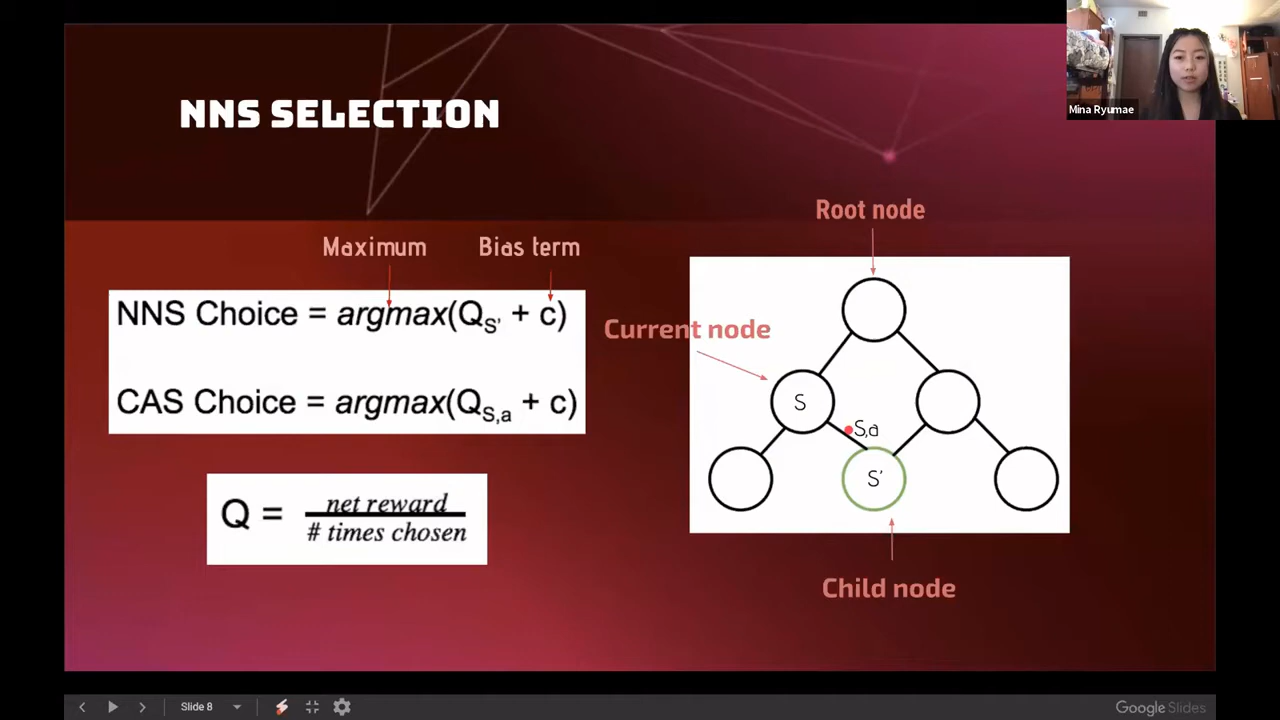 Mina Ryumae
NNS SELECTION
Maximum
Bias term
NNS Choice = argmax(Q_S' + c)
CAS Choice = argmax(Q_S,a + c)
Q = net reward
# times chosen
Root node
Current node
S
S,a
S'
Child node
Slide 8
Google Slides